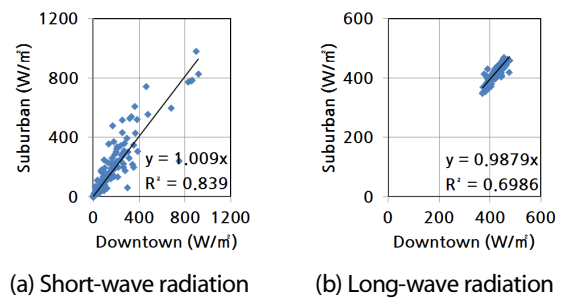 1200
800
400
0
Suburban (W/㎡)
y = 1.009x
R² = 0.839
0 400 800 1200
Downtown (W/㎡)
(a) Short-wave radiation
600
400
200
0
Suburban (W/㎡)
y = 0.9879x
R² = 0.6986
0 200 400 600
Downtown (W/㎡)
(b) Long-wave radiation